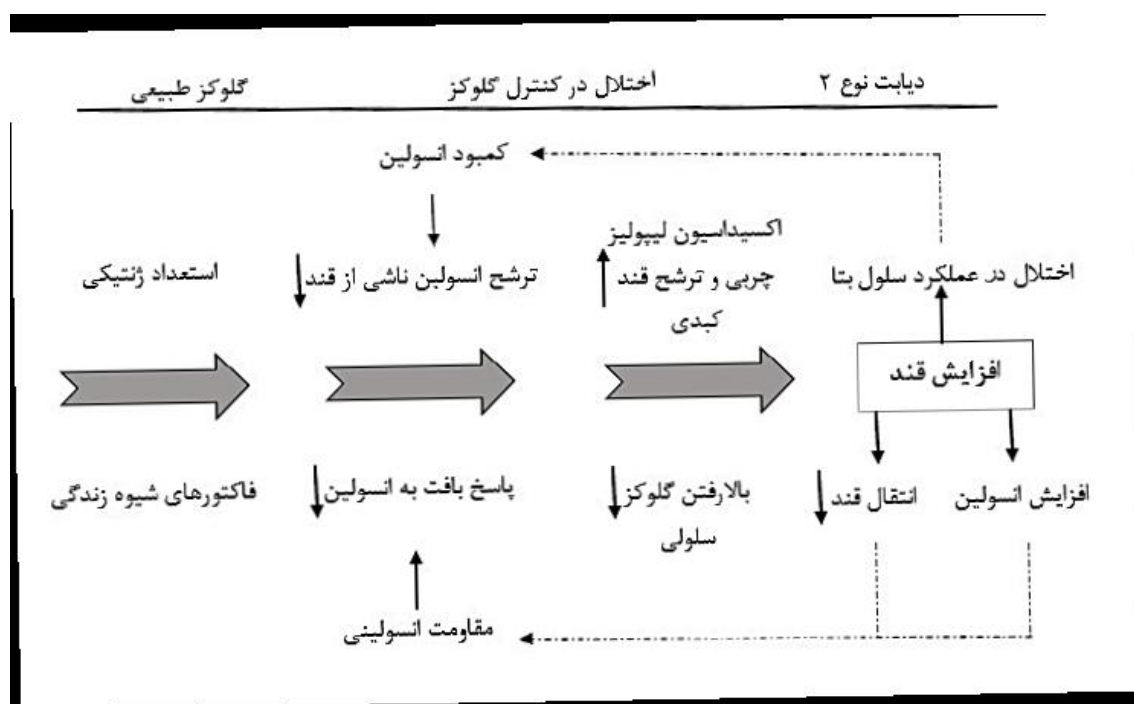 گلوکز طبیعی
اختلال در کنترل گلوکز
دیابت نوع ۲
کمبود انسولین
استعداد ژنتیکی
ترشح انسولین ناشی از قند
اکسیداسیون لیپولیز
چربی و ترشح قند
کبدی
اختلال در عملکرد سلول بتا
افزایش قند
فاکتورهای شیوه زندگی
پاسخ بافت به انسولین
بالارفتن گلوکز
سلولی
انتقال قند
افزایش انسولین
مقاومت انسولینی